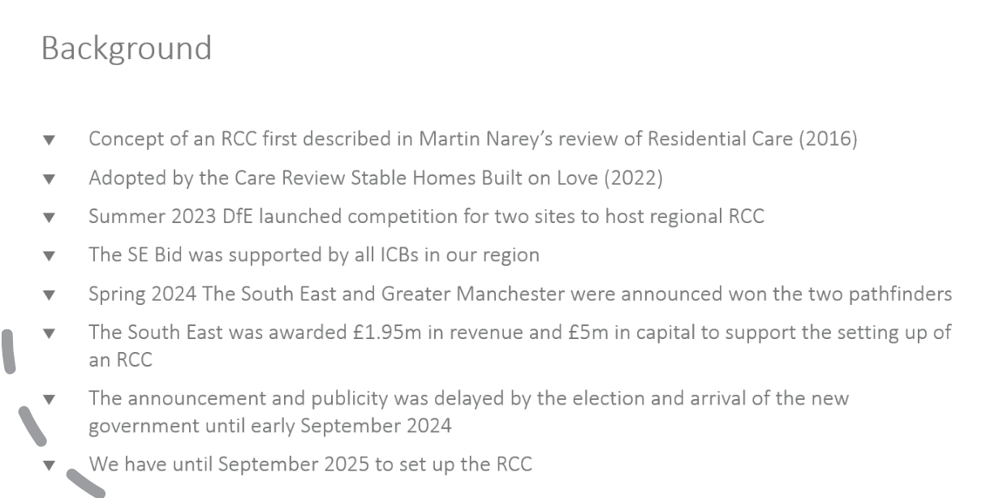 Background
Concept of an RCC first described in Martin Narey’s review of Residential Care (2016)
Adopted by the Care Review Stable Homes Built on Love (2022)
Summer 2023 DfE launched competition for two sites to host regional RCC
The SE Bid was supported by all ICBs in our region
Spring 2024 The South East and Greater Manchester were announced won the two pathfinders
The South East was awarded £1.95m in revenue and £5m in capital to support the setting up of
an RCC
The announcement and publicity was delayed by the election and arrival of the new
government until early September 2024
We have until September 2025 to set up the RCC